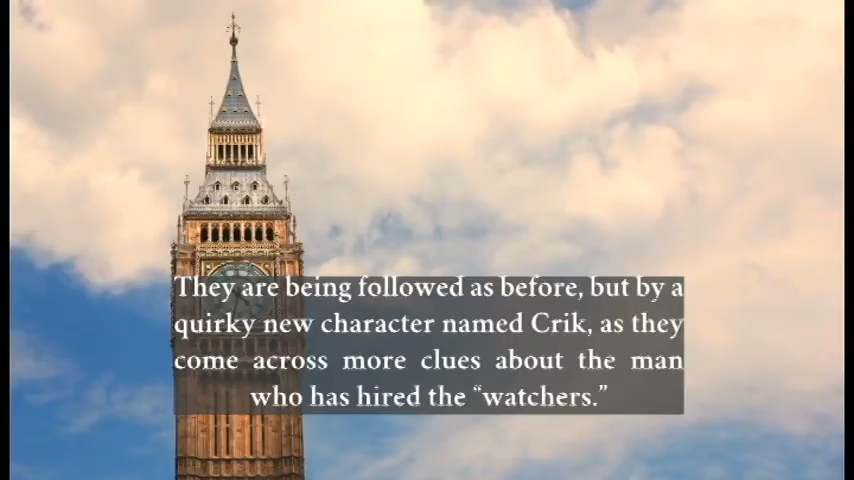 They are being followed as before, but by a
quirky new character named Crik, as they
come across more clues about the man
who has hired the “watchers.”